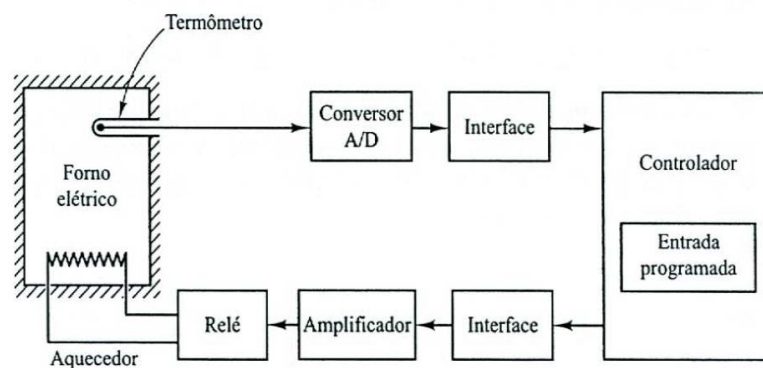 Termômetro
Conversor
A/D
Interface
Controlador
Forno
elétrico
Entrada
programada
Relé
Amplificador
Interface
Aquecedor